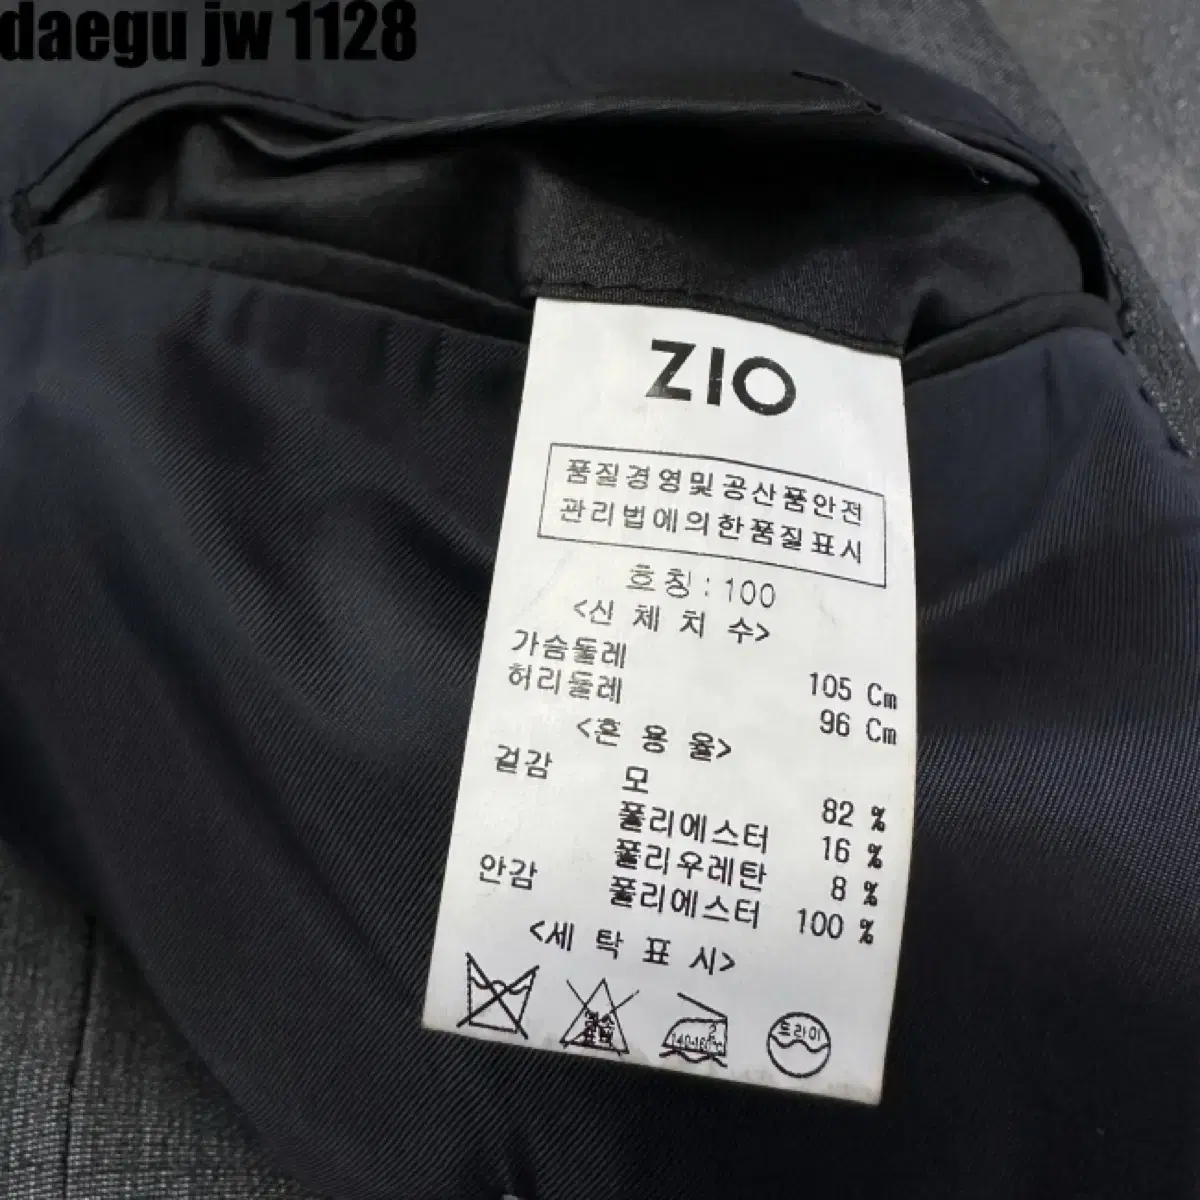 daegu jw 1128
ZIO
품질경영및공산품안전
관리법에의한품질표시
호칭 : 100
<신 체 치 수>
가슴둘레 105 Cm
허리둘레 96 Cm
<혼 용 율>
겉감 모 82 %
폴리에스터 16 %
폴리우레탄 8 %
안감 폴리에스터 100 %
<세 탁 표 시>
2
140-160℃
드라이